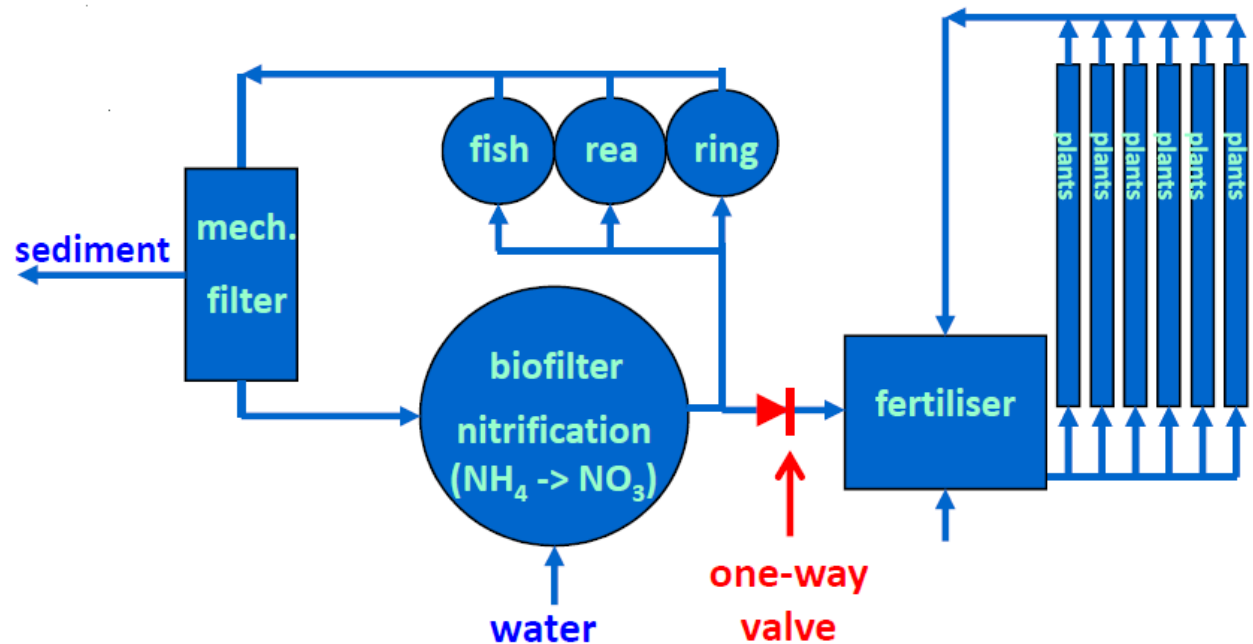 fish rea ring
mech.
filter
sediment
biofilter
nitrification
(NH₄ -> NO₃)
water
one-way
valve
fertiliser
plants
plants
plants
plants
plants
plants